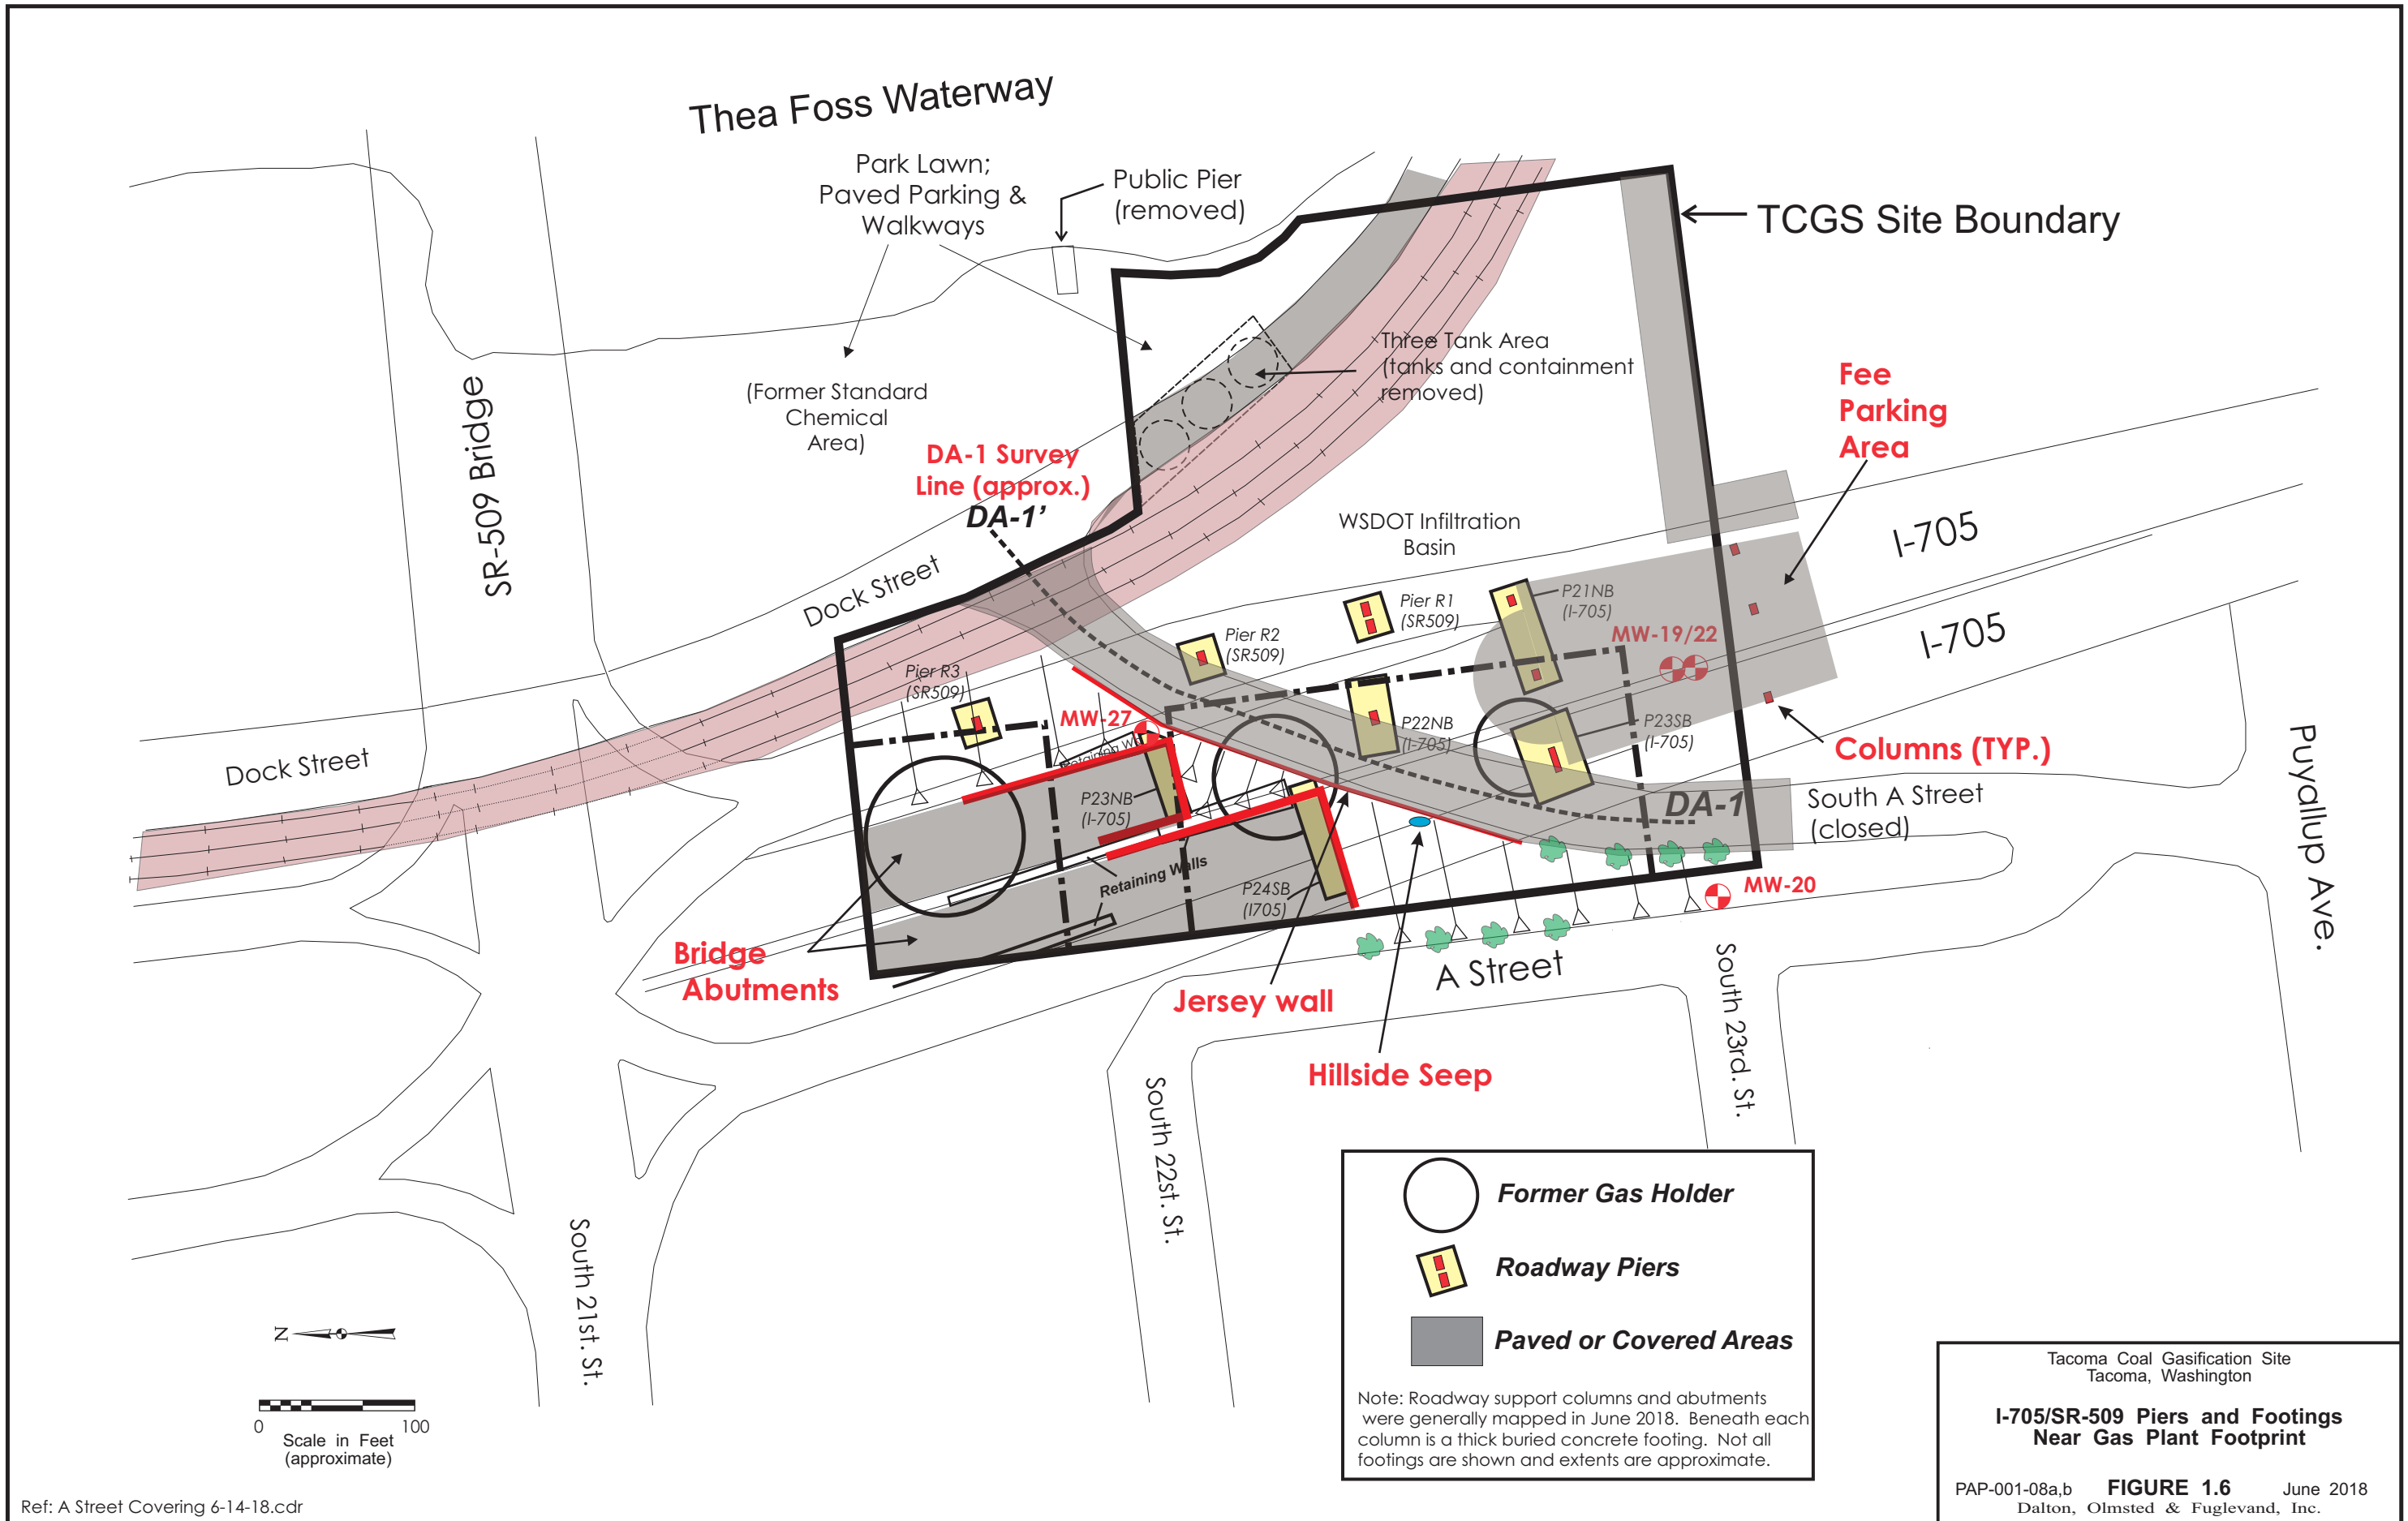 Thea Foss Waterway
Park Lawn;
Paved Parking &
Walkways
Public Pier
(removed)
TCGS Site Boundary
SR-509 Bridge
(Former Standard
Chemical
Area)
Three Tank Area
(tanks and containment
removed)
Fee
Parking
Area
DA-1 Survey
Line (approx.)
DA-1’
WSDOT Infiltration
Basin
I-705
I-705
Dock Street
Dock Street
Pier R1
(SR509)
P21NB
(I-705)
Pier R2
(SR509)
MW-19/22
Pier R3
(SR509)
MW-27
Retaining Wall
P22NB
(I-705)
P23SB
(I-705)
Columns (TYP.)
Puyallup Ave.
P23NB
(I-705)
DA-1
South A Street
(closed)
Retaining Walls
P24SB
(I705)
MW-20
Bridge
Abutments
A Street
Jersey wall
Hillside Seep
South 21st. St.
South 22st. St.
South 23rd. St.
Former Gas Holder
Roadway Piers
Paved or Covered Areas
Note: Roadway support columns and abutments
were generally mapped in June 2018. Beneath each
column is a thick buried concrete footing. Not all
footings are shown and extents are approximate.
N
0 100
Scale in Feet
(approximate)
Tacoma Coal Gasification Site
Tacoma, Washington
I-705/SR-509 Piers and Footings
Near Gas Plant Footprint
PAP-001-08a,b FIGURE 1.6 June 2018
Dalton, Olmsted & Fuglevand, Inc.
Ref: A Street Covering 6-14-18.cdr